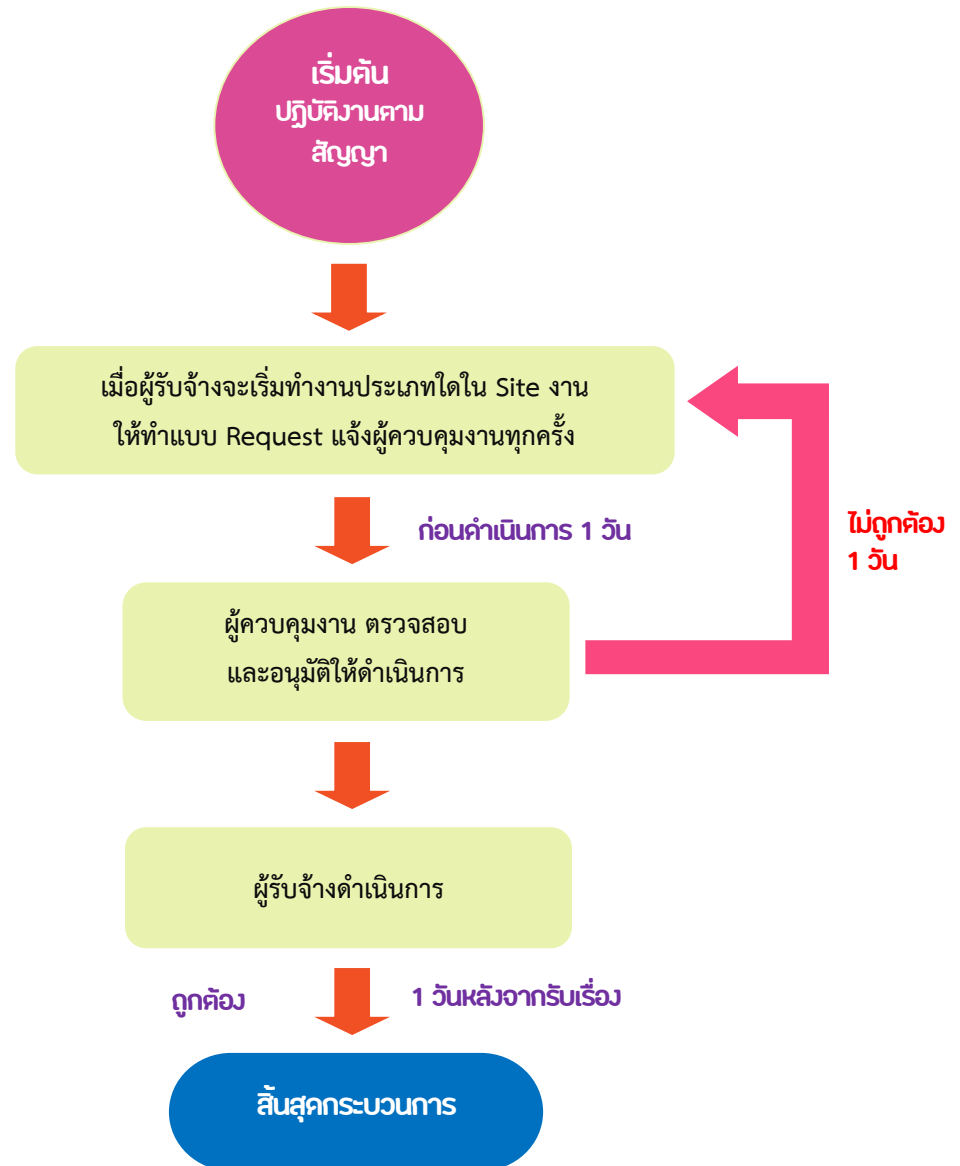 เริ่มต้น
ปฏิบัติงานตาม
สัญญา
เมื่อผู้รับจ้างจะเริ่มทำงานประเภทใดใน Site งาน
ให้ทำแบบ Request แจ้งผู้ควบคุมงานทุกครั้ง
ก่อนดำเนินการ 1 วัน
ไม่ถูกต้อง
1 วัน
ผู้ควบคุมงาน ตรวจสอบ
และอนุมัติให้ดำเนินการ
ผู้รับจ้างดำเนินการ
ถูกต้อง
1 วันหลังจากรับเรื่อง
สิ้นสุดกระบวนการ